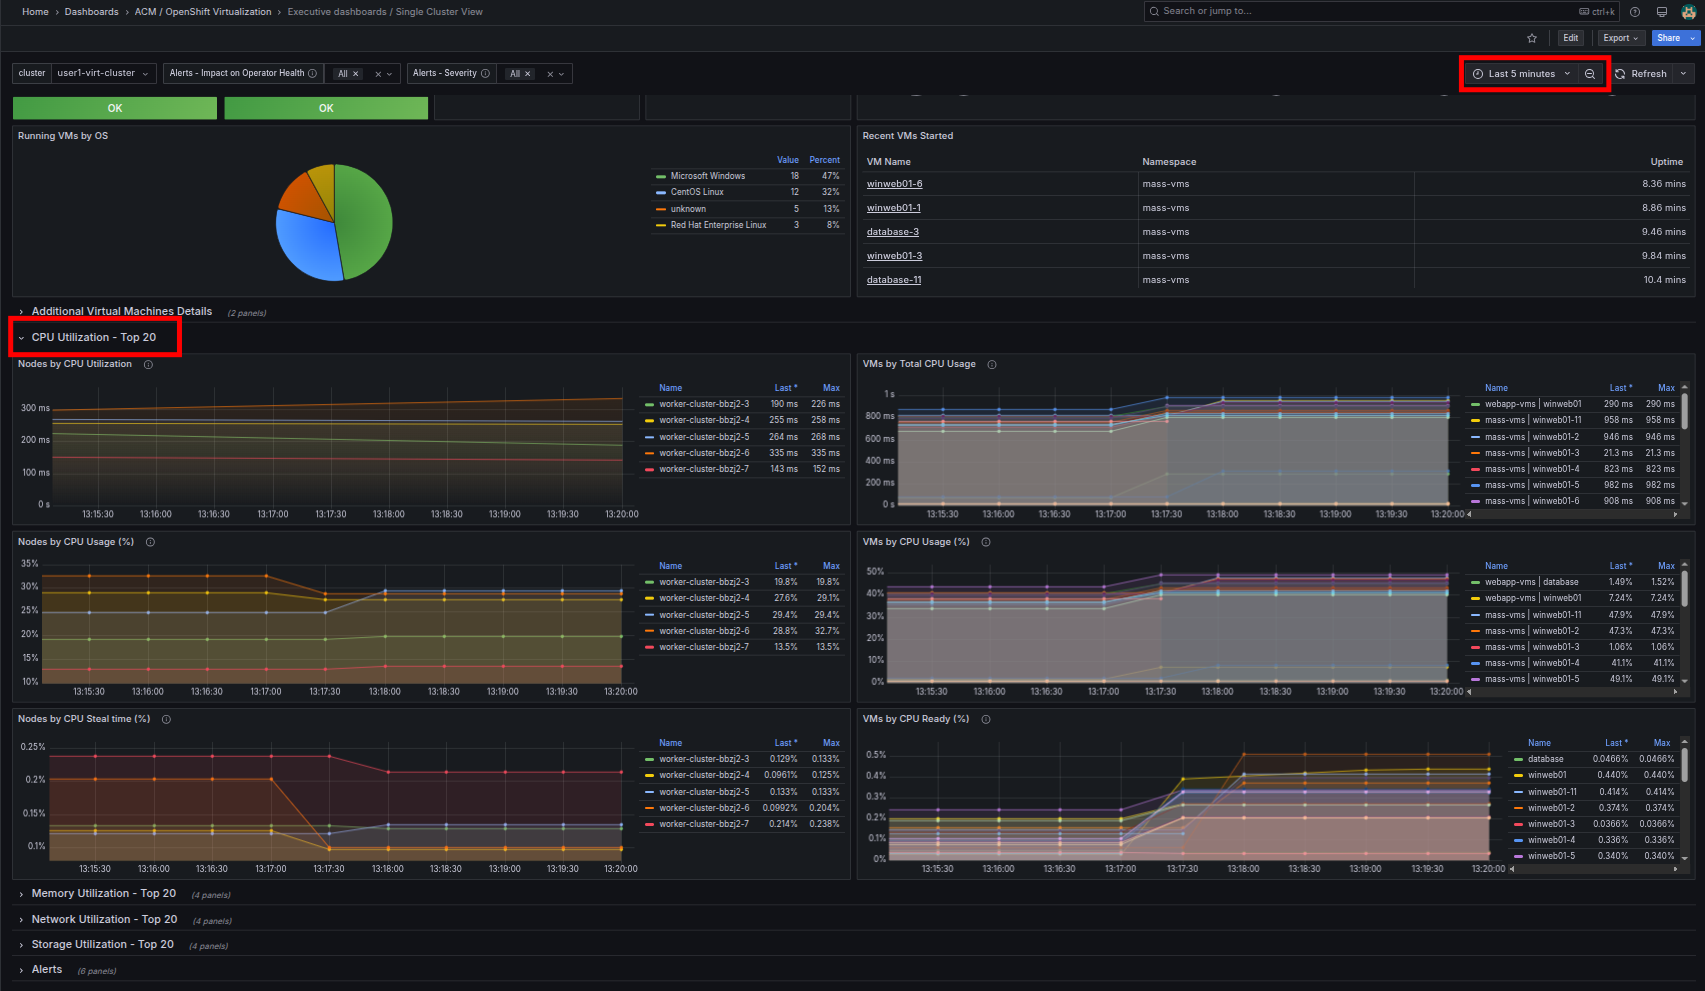 Home › Dashboards › ACM / OpenShift Virtualization › Executive dashboards / Single Cluster View
Search or jump to... ctrl+k
Edit Export Share
cluster user1-virt-cluster Alerts - Impact on Operator Health All × × Alerts - Severity All × × Last 5 minutes Refresh
OK OK
Running VMs by OS
Value Percent
Microsoft Windows 18 47%
CentOS Linux 12 32%
unknown 5 13%
Red Hat Enterprise Linux 3 8%
Recent VMs Started
VM Name Namespace Uptime
winweb01-6 mass-vms 8.36 mins
winweb01-1 mass-vms 8.86 mins
database-3 mass-vms 9.46 mins
winweb01-3 mass-vms 9.84 mins
database-11 mass-vms 10.4 mins
Additional Virtual Machines Details (2 panels)
CPU Utilization - Top 20
Nodes by CPU Utilization
300 ms
200 ms
100 ms
0 s
13:15:30 13:16:00 13:16:30 13:17:00 13:17:30 13:18:00 13:18:30 13:19:00 13:19:30 13:20:00
Name Last * Max
worker-cluster-bbzj2-3 190 ms 226 ms
worker-cluster-bbzj2-4 255 ms 258 ms
worker-cluster-bbzj2-5 264 ms 268 ms
worker-cluster-bbzj2-6 335 ms 335 ms
worker-cluster-bbzj2-7 143 ms 152 ms
VMs by Total CPU Usage
1 s
800 ms
600 ms
400 ms
200 ms
0 s
13:15:30 13:16:00 13:16:30 13:17:00 13:17:30 13:18:00 13:18:30 13:19:00 13:19:30 13:20:00
Name Last * Max
webapp-vms | winweb01 290 ms 290 ms
mass-vms | winweb01-11 958 ms 958 ms
mass-vms | winweb01-2 946 ms 946 ms
mass-vms | winweb01-3 21.3 ms 21.3 ms
mass-vms | winweb01-4 823 ms 823 ms
mass-vms | winweb01-5 982 ms 982 ms
mass-vms | winweb01-6 908 ms 908 ms
Nodes by CPU Usage (%)
35%
30%
25%
20%
15%
10%
13:15:30 13:16:00 13:16:30 13:17:00 13:17:30 13:18:00 13:18:30 13:19:00 13:19:30 13:20:00
Name Last * Max
worker-cluster-bbzj2-3 19.8% 19.8%
worker-cluster-bbzj2-4 27.6% 29.1%
worker-cluster-bbzj2-5 29.4% 29.4%
worker-cluster-bbzj2-6 28.8% 32.7%
worker-cluster-bbzj2-7 13.5% 13.5%
VMs by CPU Usage (%)
50%
40%
30%
20%
10%
0%
13:15:30 13:16:00 13:16:30 13:17:00 13:17:30 13:18:00 13:18:30 13:19:00 13:19:30 13:20:00
Name Last * Max
webapp-vms | database 1.49% 1.52%
webapp-vms | winweb01 7.24% 7.24%
mass-vms | winweb01-11 47.9% 47.9%
mass-vms | winweb01-2 47.3% 47.3%
mass-vms | winweb01-3 1.06% 1.06%
mass-vms | winweb01-4 41.1% 41.1%
mass-vms | winweb01-5 49.1% 49.1%
Nodes by CPU Steal time (%)
0.25%
0.2%
0.15%
0.1%
13:15:30 13:16:00 13:16:30 13:17:00 13:17:30 13:18:00 13:18:30 13:19:00 13:19:30 13:20:00
Name Last * Max
worker-cluster-bbzj2-3 0.129% 0.133%
worker-cluster-bbzj2-4 0.0961% 0.125%
worker-cluster-bbzj2-5 0.133% 0.133%
worker-cluster-bbzj2-6 0.0992% 0.204%
worker-cluster-bbzj2-7 0.214% 0.238%
VMs by CPU Ready (%)
0.5%
0.4%
0.3%
0.2%
0.1%
0%
13:15:30 13:16:00 13:16:30 13:17:00 13:17:30 13:18:00 13:18:30 13:19:00 13:19:30 13:20:00
Name Last * Max
database 0.0466% 0.0466%
winweb01 0.440% 0.440%
winweb01-11 0.414% 0.414%
winweb01-2 0.374% 0.374%
winweb01-3 0.0366% 0.0366%
winweb01-4 0.336% 0.336%
winweb01-5 0.340% 0.340%
Memory Utilization - Top 20 (4 panels)
Network Utilization - Top 20 (4 panels)
Storage Utilization - Top 20 (4 panels)
Alerts (6 panels)